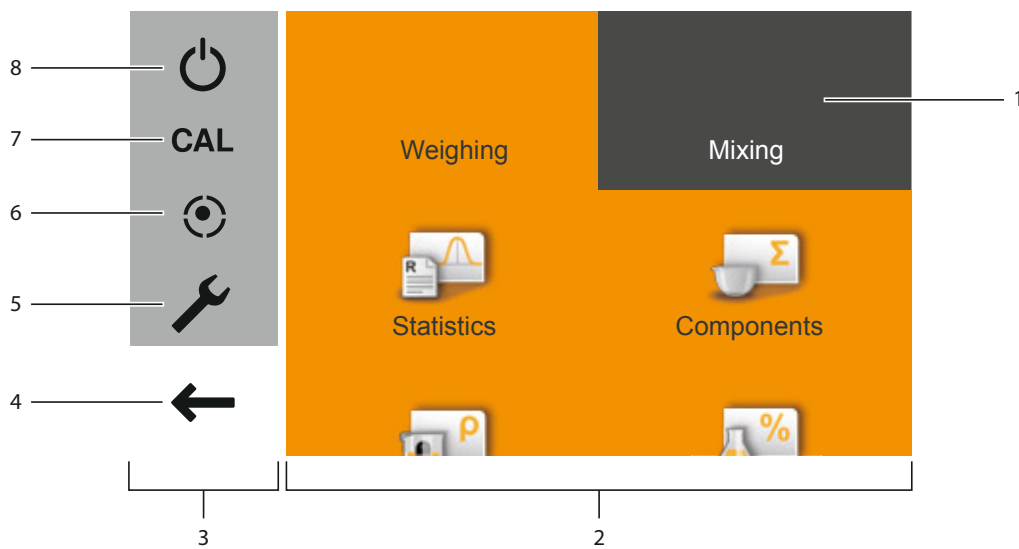 8
1
7
CAL
Weighing
Mixing
6
R
Σ
5
Statistics
Components
4
ρ
%
3
2